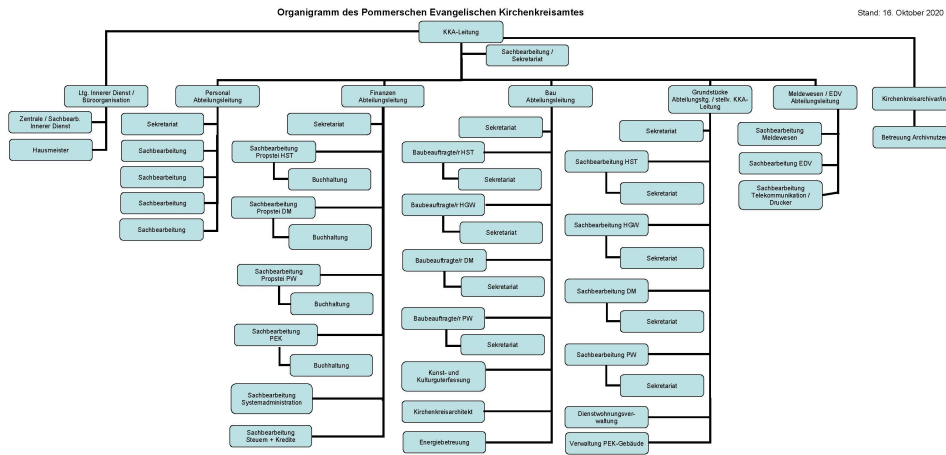 Organigramm des Pommerschen Evangelischen Kirchenkreisamtes
Stand: 16. Oktober 2020
KKA-Leitung
Sachbearbeitung /
Sekretariat
Ltg. Innerer Dienst /
Büroorganisation
Zentrale / Sachbearb.
Innerer Dienst
Hausmeister
Personal
Abteilungsleitung
Sekretariat
Sachbearbeitung
Sachbearbeitung
Sachbearbeitung
Sachbearbeitung
Finanzen
Abteilungsleitung
Sekretariat
Sachbearbeitung
Propstei HST
Buchhaltung
Sachbearbeitung
Propstei DM
Buchhaltung
Sachbearbeitung
Propstei PW
Buchhaltung
Sachbearbeitung
PEK
Buchhaltung
Sachbearbeitung
Systemadministration
Sachbearbeitung
Steuern + Kredite
Bau
Abteilungsleitung
Sekretariat
Baubeauftragte/r HST
Sekretariat
Baubeauftragte/r HGW
Sekretariat
Baubeauftragte/r DM
Sekretariat
Baubeauftragte/r PW
Sekretariat
Kunst- und
Kulturguterfassung
Kirchenkreisarchitekt
Energiebetreuung
Grundstücke
Abteilungsltg. / stellv. KKA-
Leitung
Sekretariat
Sachbearbeitung HST
Sekretariat
Sachbearbeitung HGW
Sekretariat
Sachbearbeitung DM
Sekretariat
Sachbearbeitung PW
Sekretariat
Dienstwohnungsver-
waltung
Verwaltung PEK-Gebäude
Meldewesen / EDV
Abteilungsleitung
Sachbearbeitung
Meldewesen
Sachbearbeitung EDV
Sachbearbeitung
Telekommunikation /
Drucker
Kirchenkreisarchivar/in
Betreuung Archivnutzer